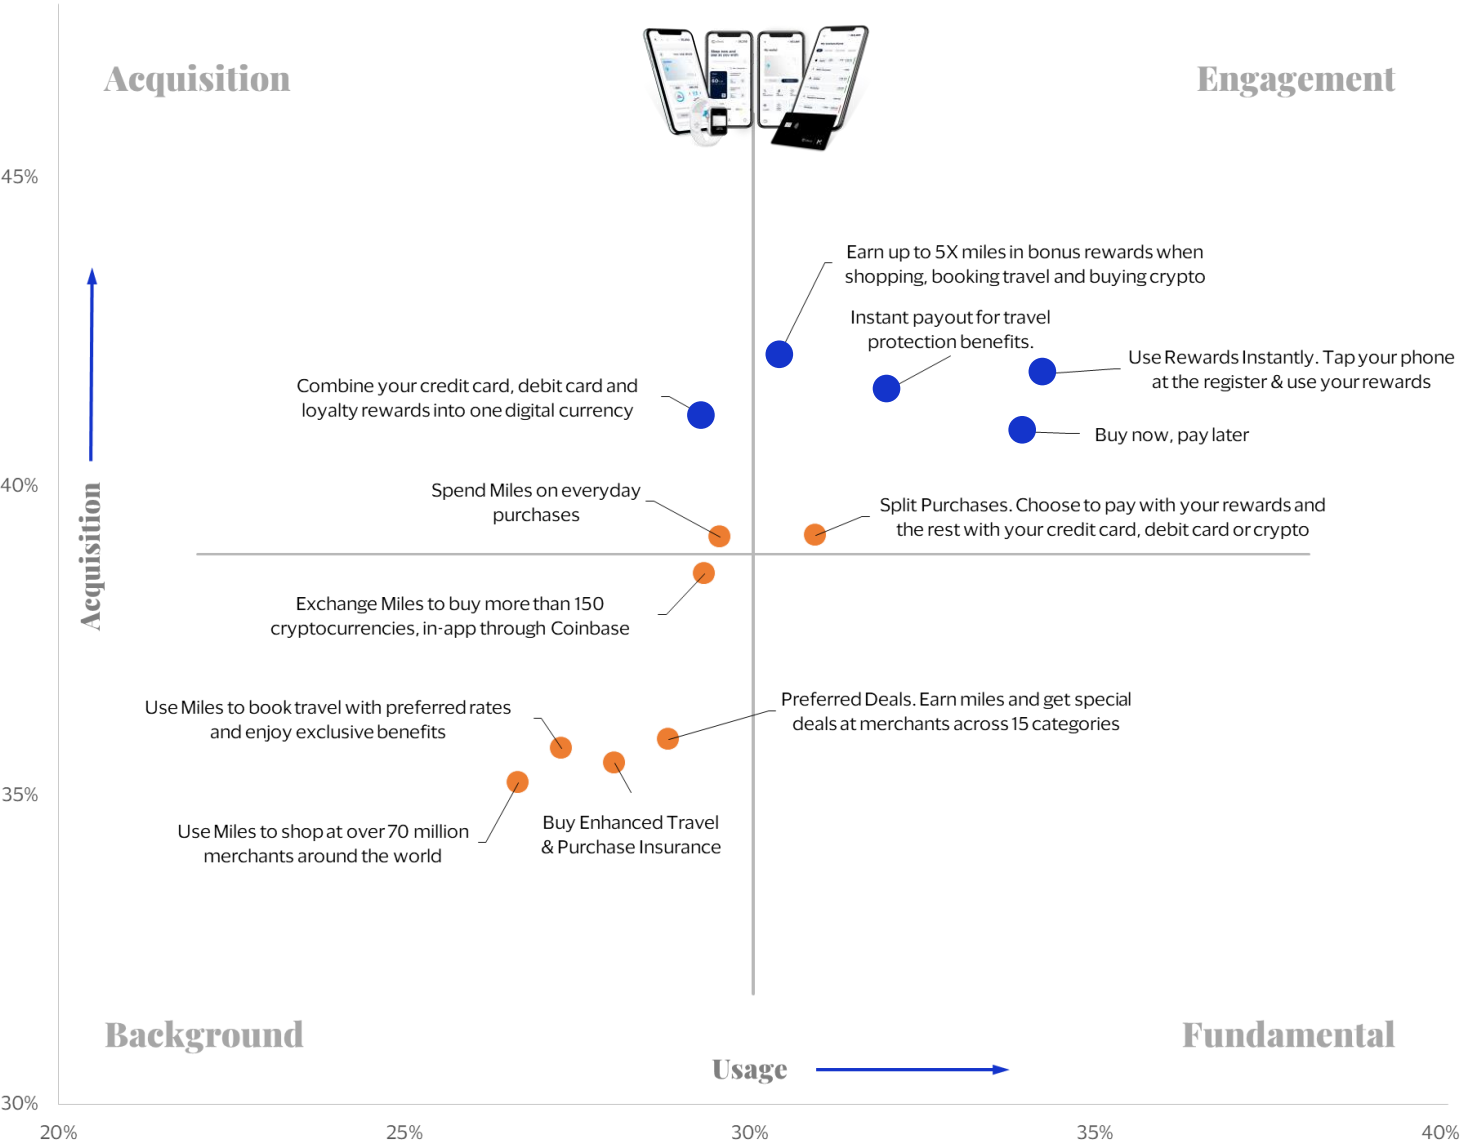 Acquisition
Engagement
45%
Earn up to 5X miles in bonus rewards when
shopping, booking travel and buying crypto
Instant payout for travel
protection benefits.
Use Rewards Instantly. Tap your phone
at the register & use your rewards
Combine your credit card, debit card and
loyalty rewards into one digital currency
Buy now, pay later
40%
Spend Miles on everyday
purchases
Split Purchases. Choose to pay with your rewards and
the rest with your credit card, debit card or crypto
Acquisition
Exchange Miles to buy more than 150
cryptocurrencies, in-app through Coinbase
Use Miles to book travel with preferred rates
and enjoy exclusive benefits
Preferred Deals. Earn miles and get special
deals at merchants across 15 categories
35%
Use Miles to shop at over 70 million
merchants around the world
Buy Enhanced Travel
& Purchase Insurance
Background
Fundamental
Usage
30%
20%
25%
30%
35%
40%